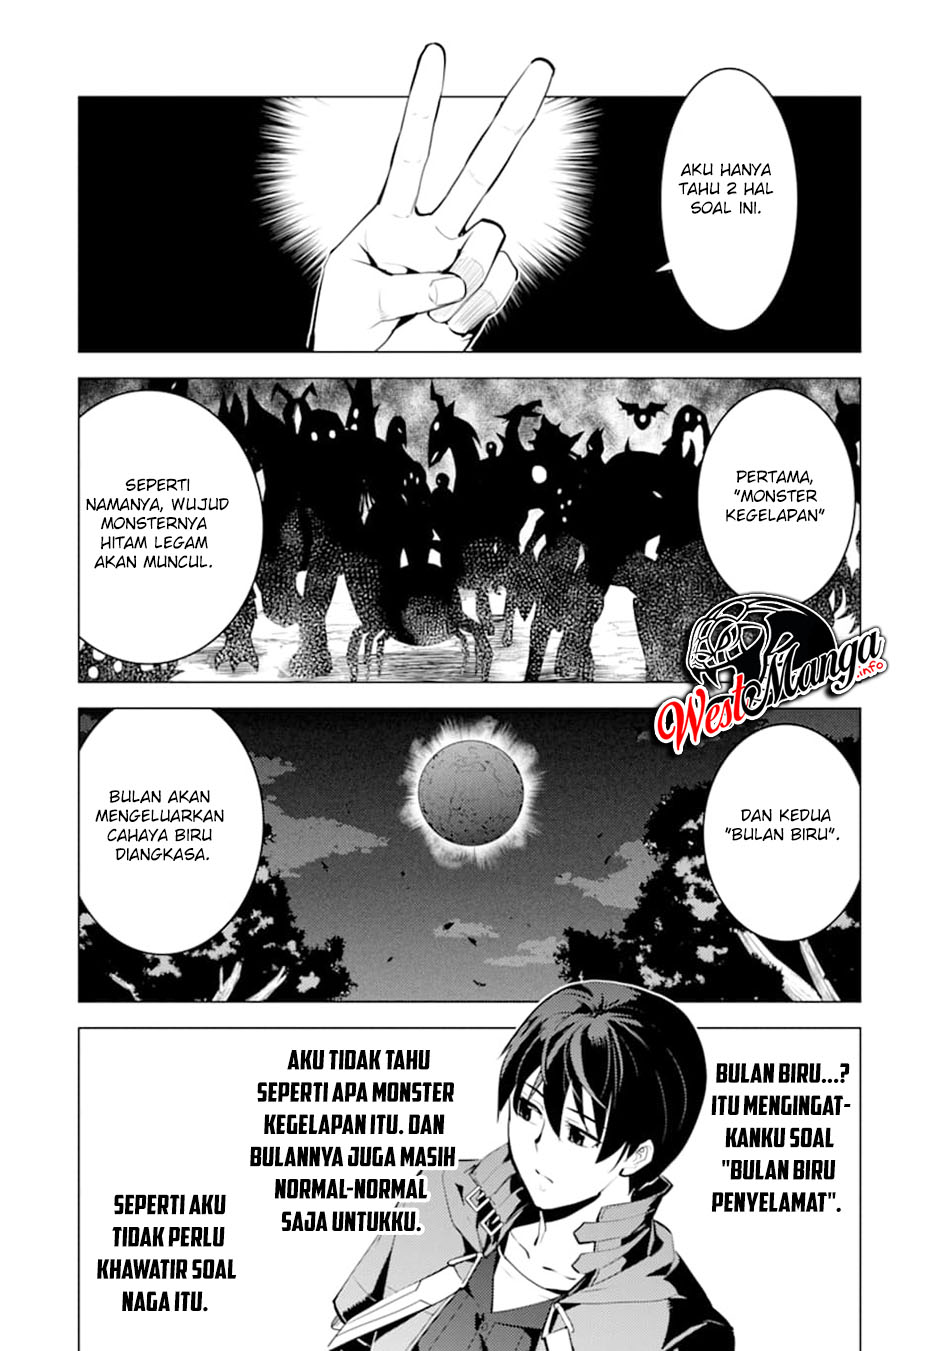 AKU HANYA
TAHU 2 HAL
SOAL INI.
PERTAMA,
"MONSTER
KEGELAPAN"
SEPERTI
NAMANYA, WUJUD
MONSTERNYA
HITAM LEGAM
AKAN MUNCUL.
WESTMANGA
.info
DAN KEDUA
"BULAN BIRU".
BULAN AKAN
MENGELUARKAN
CAHAYA BIRU
DIANGKASA.
BULAN BIRU...?
ITU MENGINGAT-
KANKU SOAL
"BULAN BIRU
PENYELAMAT".
AKU TIDAK TAHU
SEPERTI APA MONSTER
KEGELAPAN ITU. DAN
BULANNYA JUGA MASIH
NORMAL-NORMAL
SAJA UNTUKKU.
SEPERTI AKU
TIDAK PERLU
KHAWATIR SOAL
NAGA ITU.